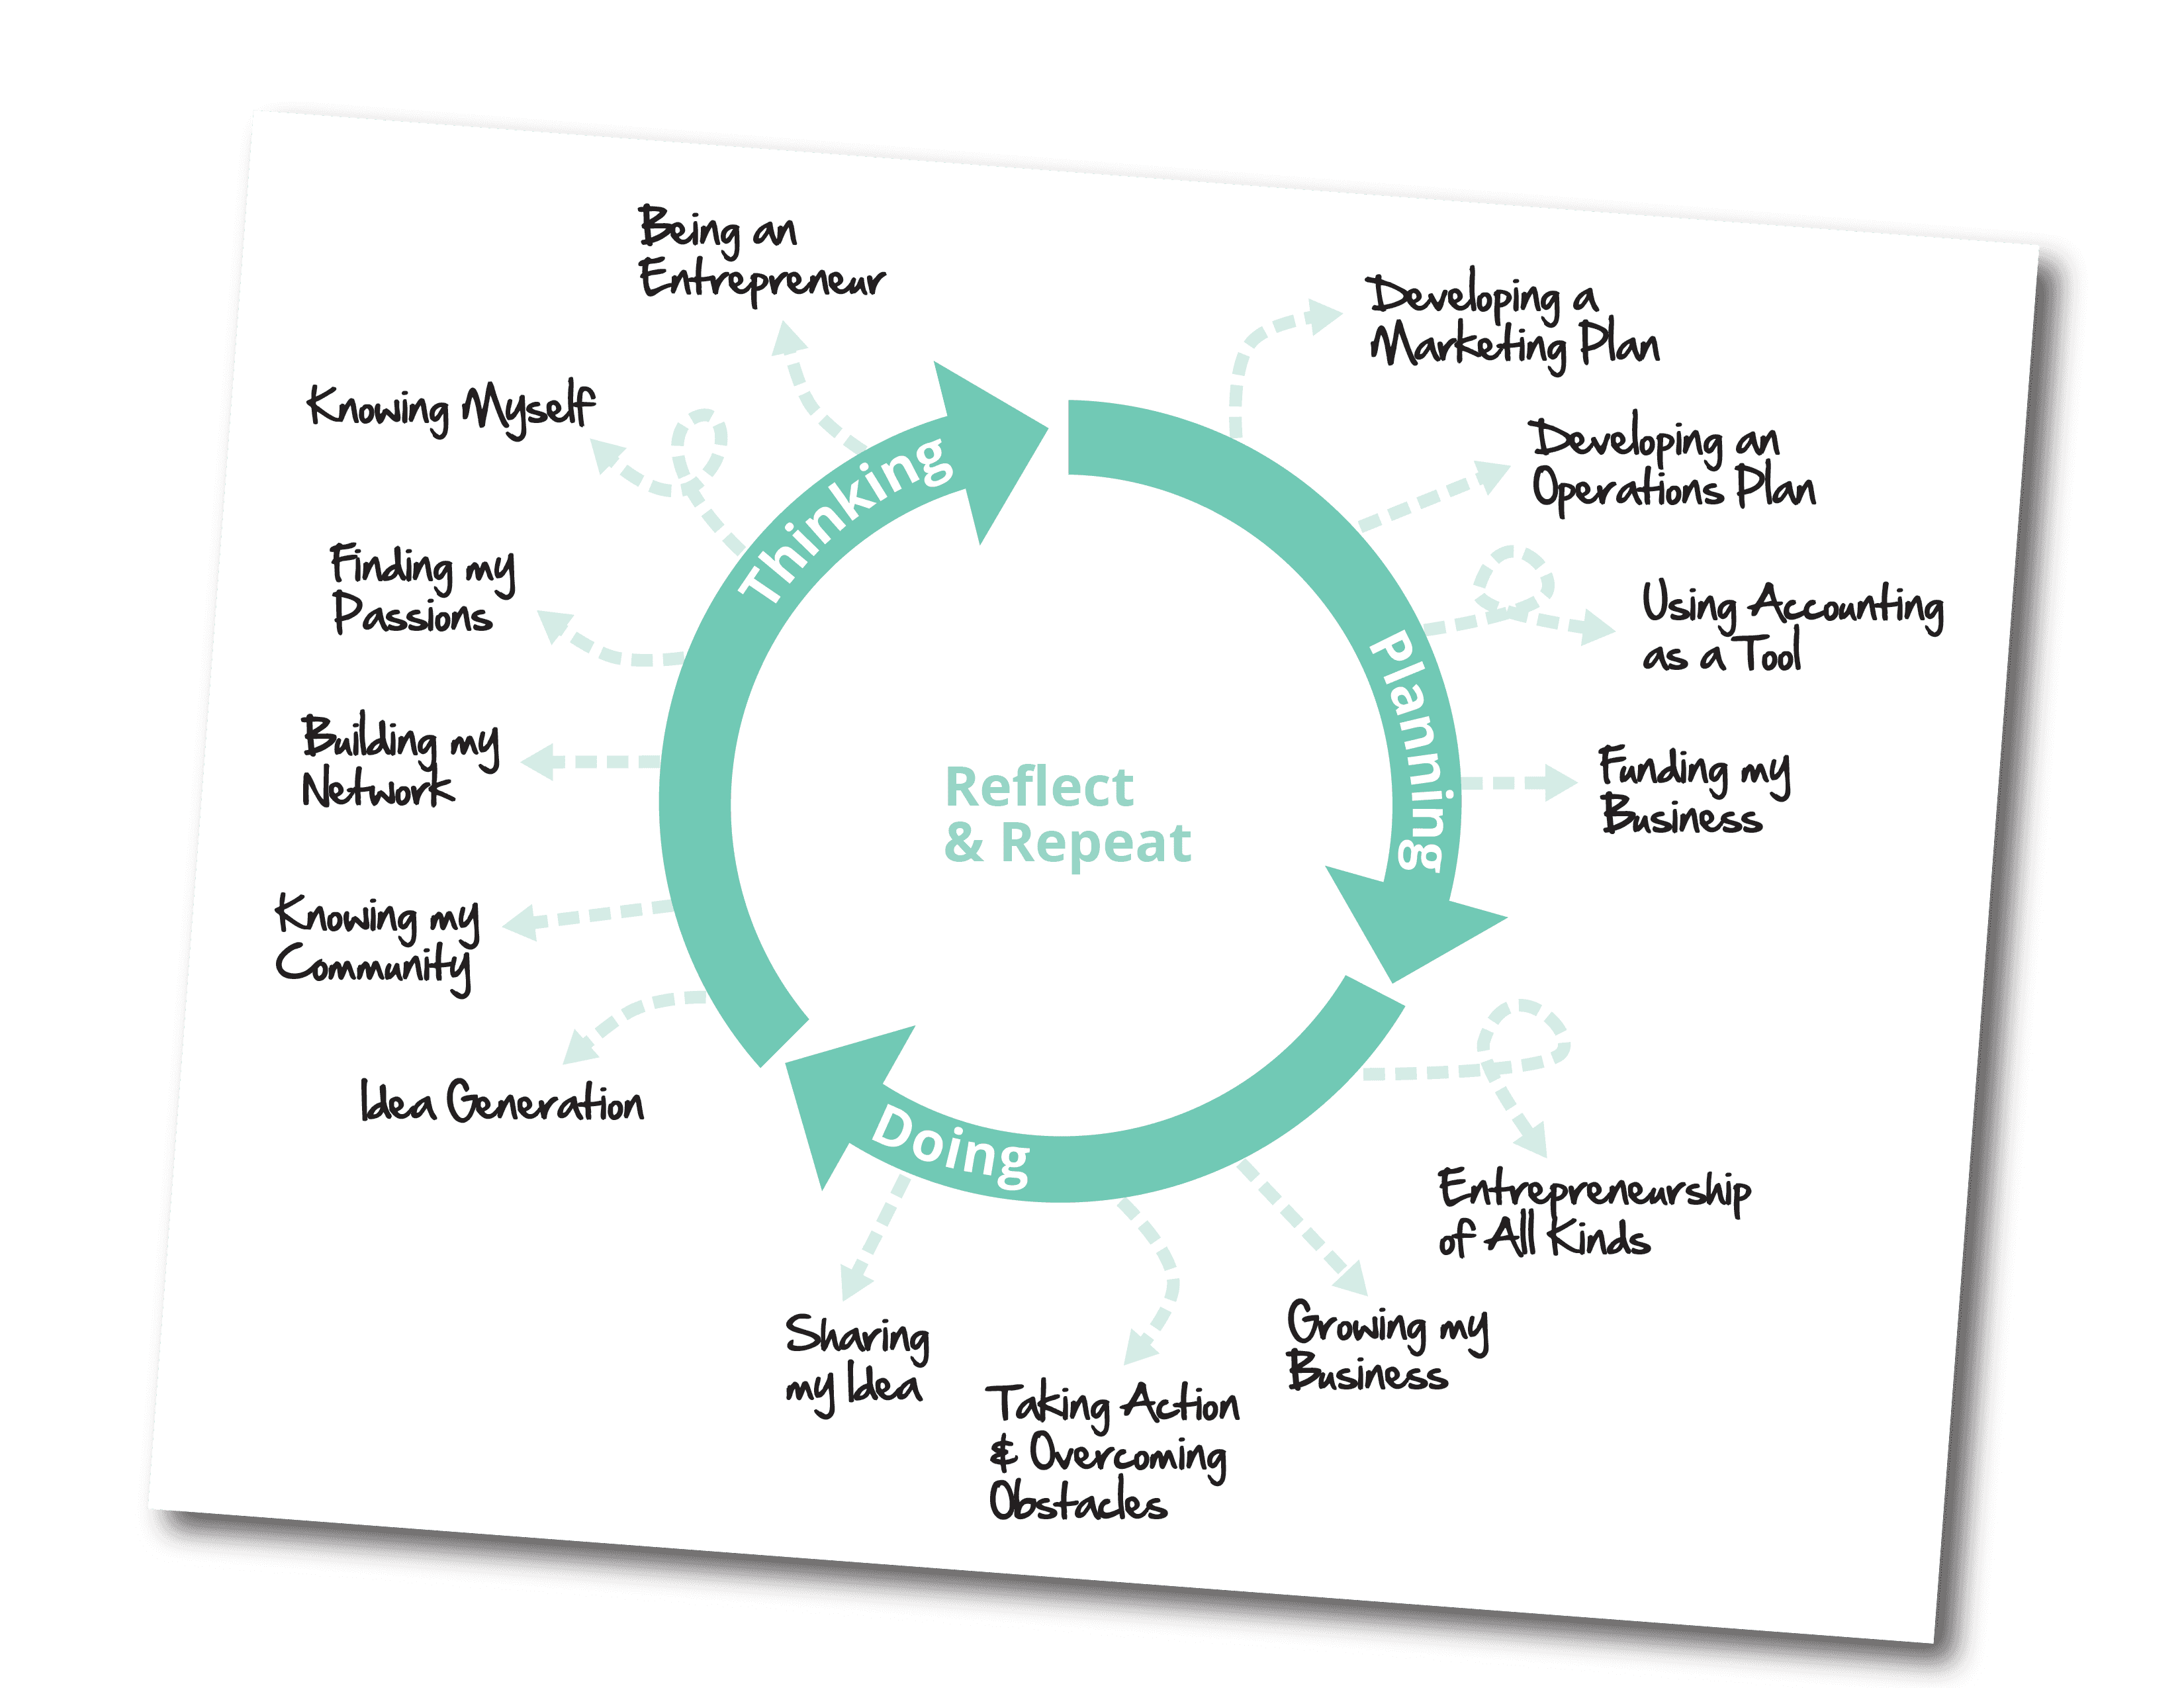 Being an
Entrepreneur
Knowing Myself
Finding my
Passions
Building my
Network
Knowing my
Community
Idea Generation
Thinking
Developing a
Marketing Plan
Developing an
Operations Plan
Using Accounting
as a Tool
Funding my
Business
Planning
Reflect
& Repeat
Entrepreneurship
of All Kinds
Growing my
Business
Taking Action
& Overcoming
Obstacles
Sharing
my Idea
Doing